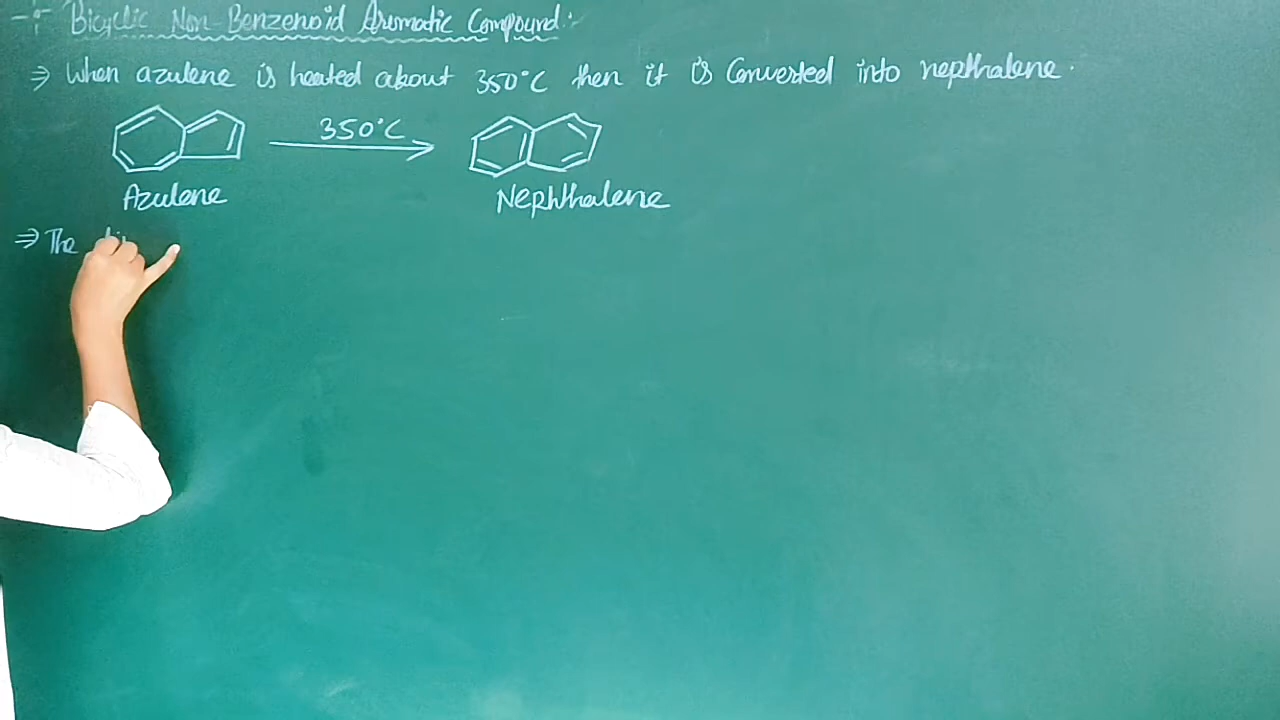 -:- Bicyclic Non-Benzenoid Aromatic Compound:-
⇒ When azulene is heated about 350°C then it is Converted into nepthalene.
350°C
Azulene
Nephthalene
⇒ The